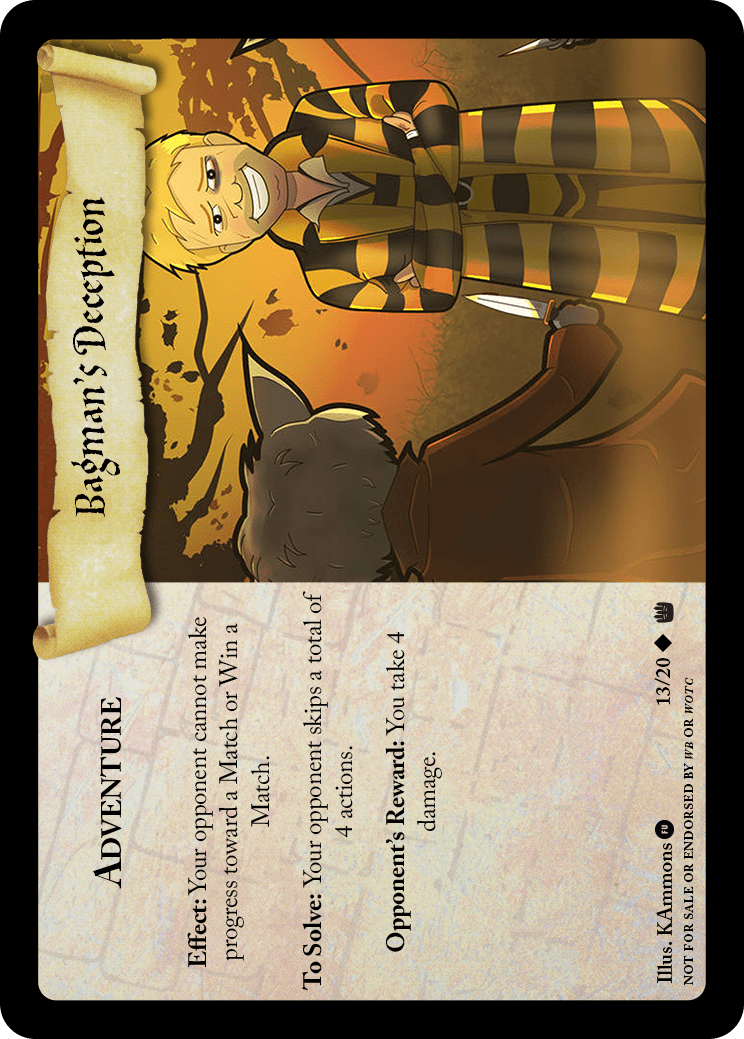 Bagman's Deception
ADVENTURE
Effect: Your opponent cannot make
progress toward a Match or Win a
Match.
To Solve: Your opponent skips a total of
4 actions.
Opponent's Reward: You take 4
damage.
Illus. KAmmons FU 13/20
NOT FOR SALE OR ENDORSED BY WB OR WOTC